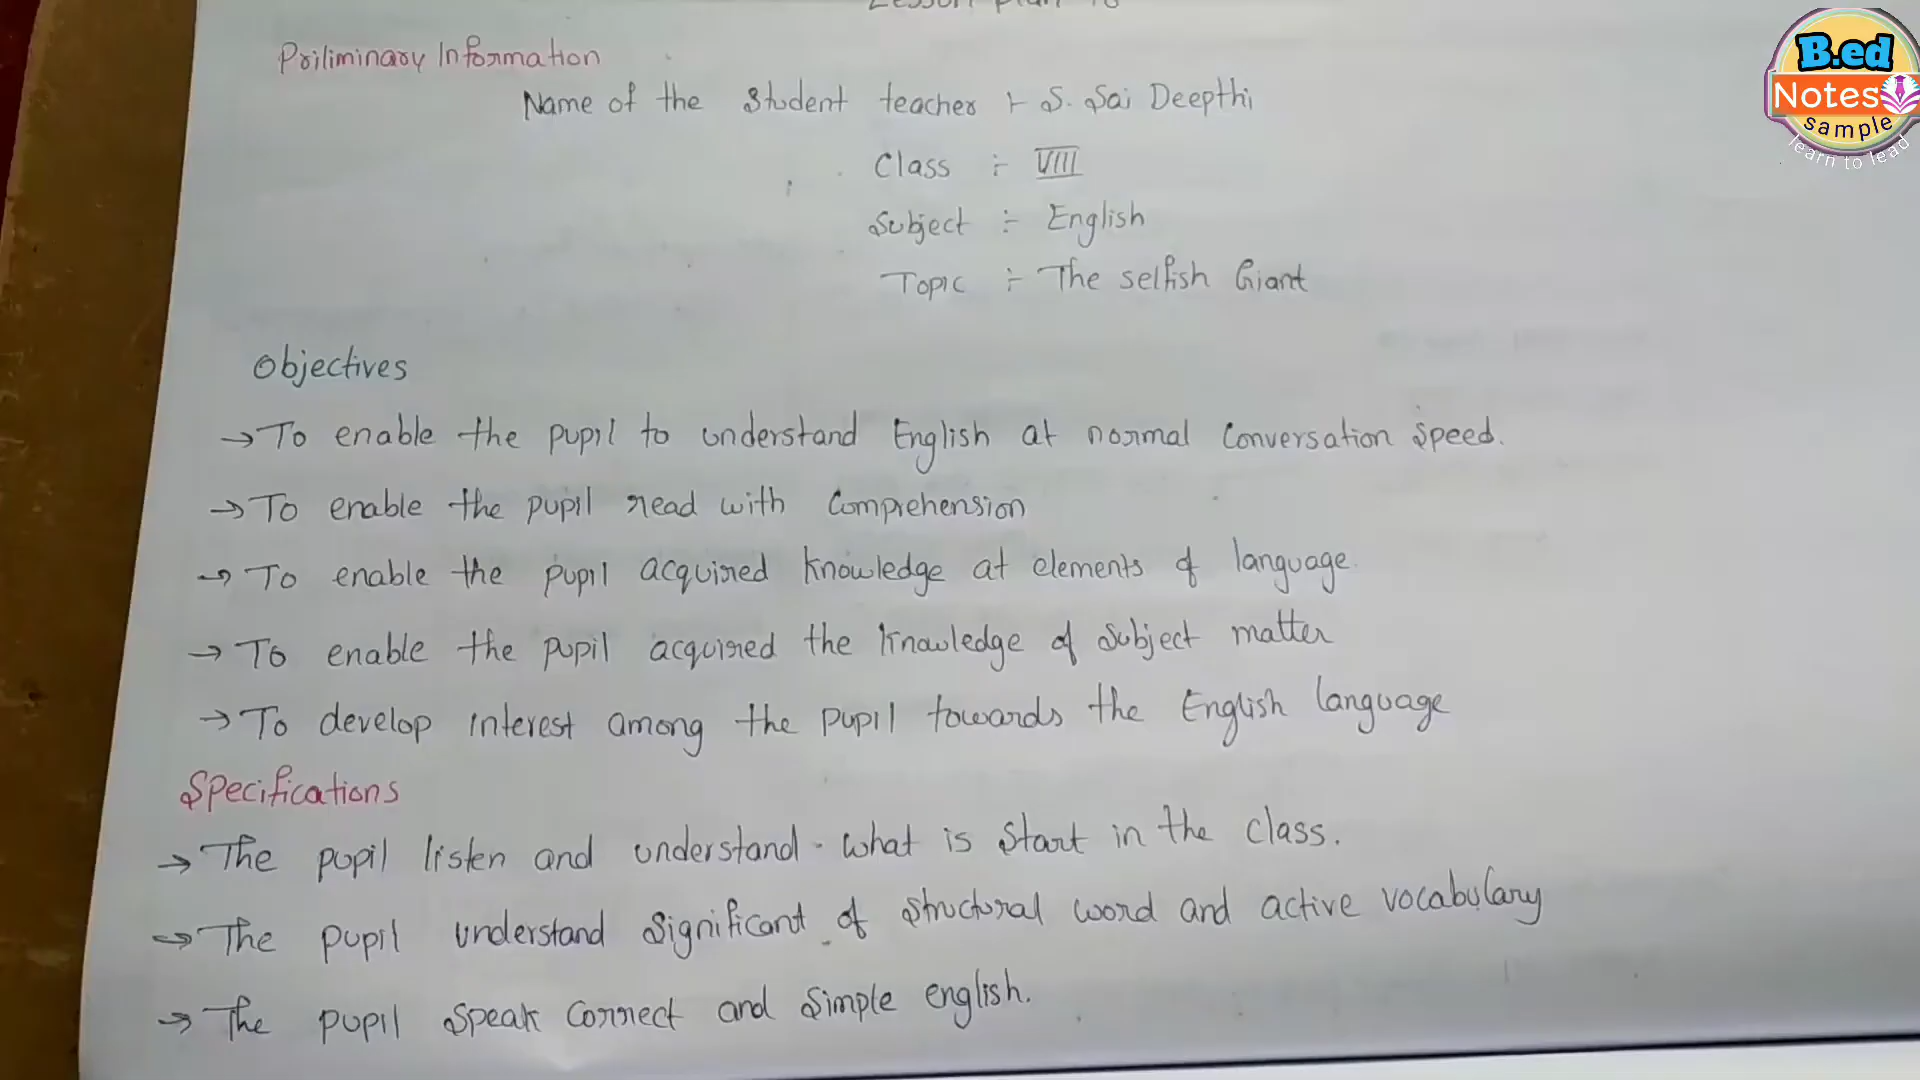 Lesson plan
Priliminary Information
Name of the Student teacher :- S. Sai Deepthi
Class :- VIII
Subject :- English
Topic :- The selfish Giant
Objectives
→ To enable the pupil to understand English at normal Conversation Speed.
→ To enable the pupil read with Comprehension
→ To enable the pupil acquired knowledge at elements of language.
→ To enable the pupil acquired the knowledge of subject matter
→ To develop interest among the pupil towards the English language
Specifications
→ The pupil listen and understand what is start in the class.
→ The pupil understand significant of structural word and active vocabulary
→ The pupil speak correct and simple english.
B.ed
Notes
sample
learn to lead